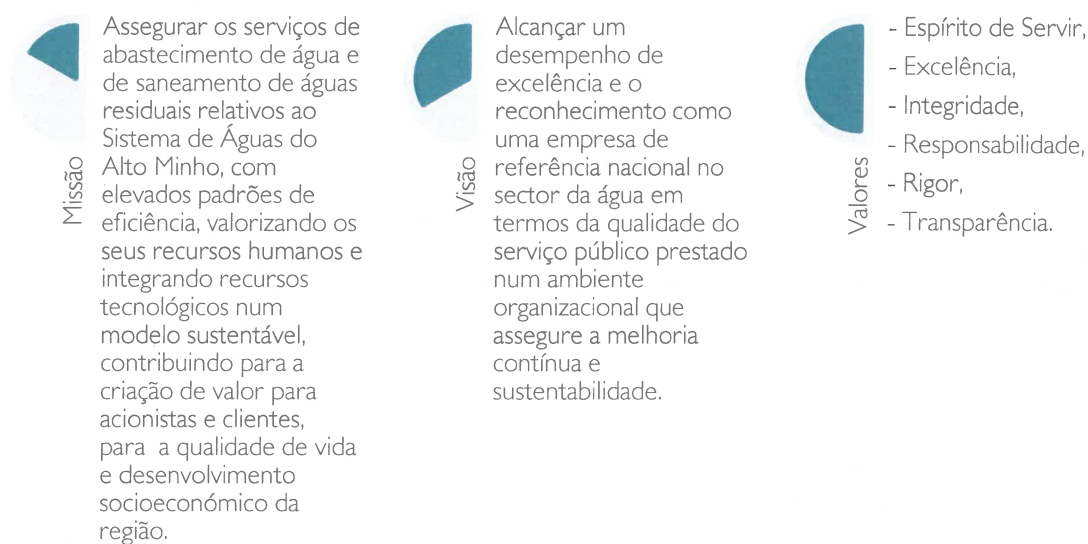 Missão
Assegurar os serviços de
abastecimento de água e
de saneamento de águas
residuais relativos ao
Sistema de Águas do
Alto Minho, com
elevados padrões de
eficiência, valorizando os
seus recursos humanos e
integrando recursos
tecnológicos num
modelo sustentável,
contribuindo para a
criação de valor para
acionistas e clientes,
para  a qualidade de vida
e desenvolvimento
socioeconómico da
região.
Visão
Alcançar um
desempenho de
excelência e o
reconhecimento como
uma empresa de
referência nacional no
sector da água em
termos da qualidade do
serviço público prestado
num ambiente
organizacional que
assegure a melhoria
contínua e
sustentabilidade.
Valores
- Espírito de Servir,
- Excelência,
- Integridade,
- Responsabilidade,
- Rigor,
- Transparência.